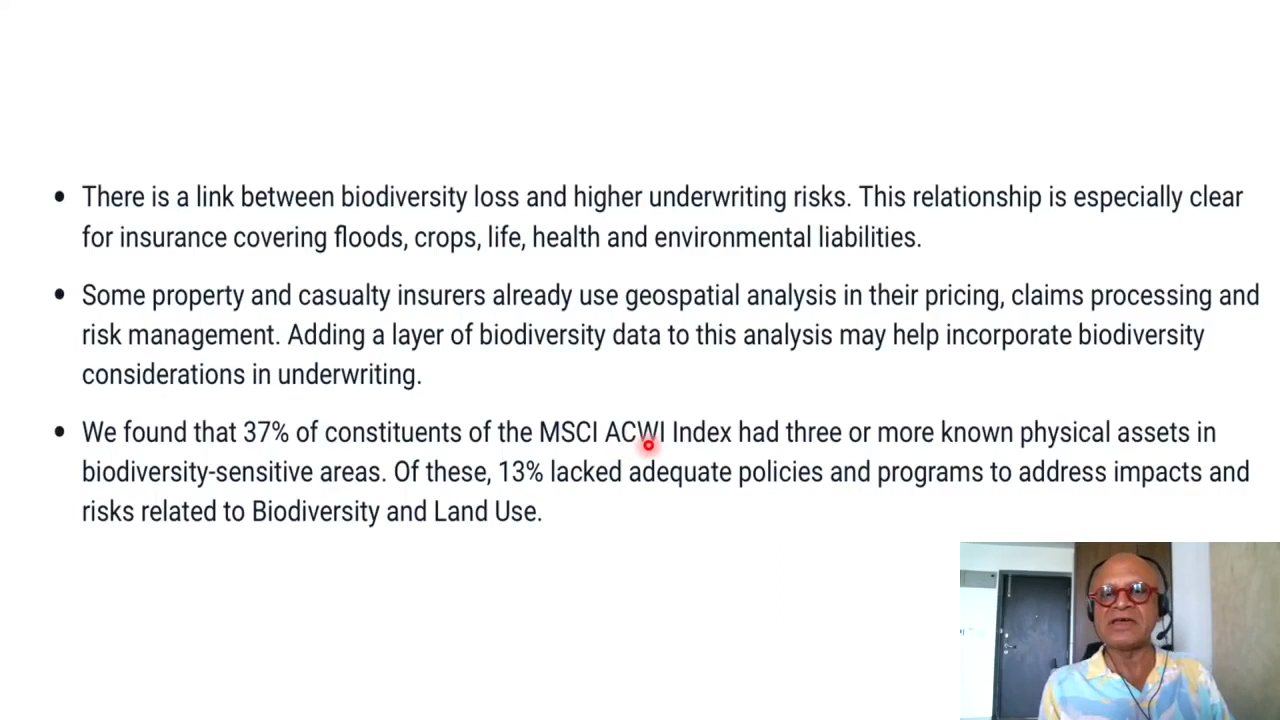 • There is a link between biodiversity loss and higher underwriting risks. This relationship is especially clear
for insurance covering floods, crops, life, health and environmental liabilities.
• Some property and casualty insurers already use geospatial analysis in their pricing, claims processing and
risk management. Adding a layer of biodiversity data to this analysis may help incorporate biodiversity
considerations in underwriting.
• We found that 37% of constituents of the MSCI ACWI Index had three or more known physical assets in
biodiversity-sensitive areas. Of these, 13% lacked adequate policies and programs to address impacts and
risks related to Biodiversity and Land Use.